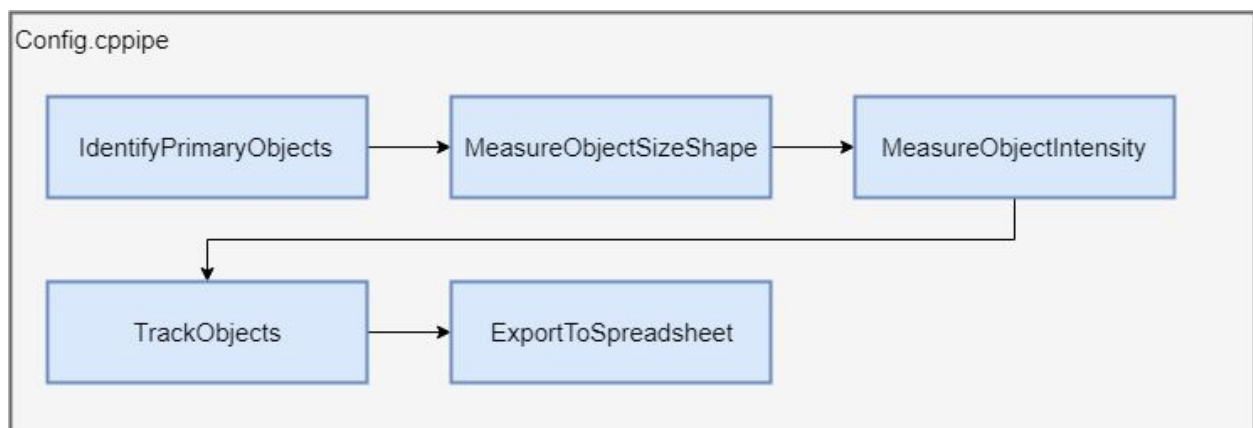 Config.cppipe
IdentifyPrimaryObjects
MeasureObjectSizeShape
MeasureObjectIntensity
TrackObjects
ExportToSpreadsheet